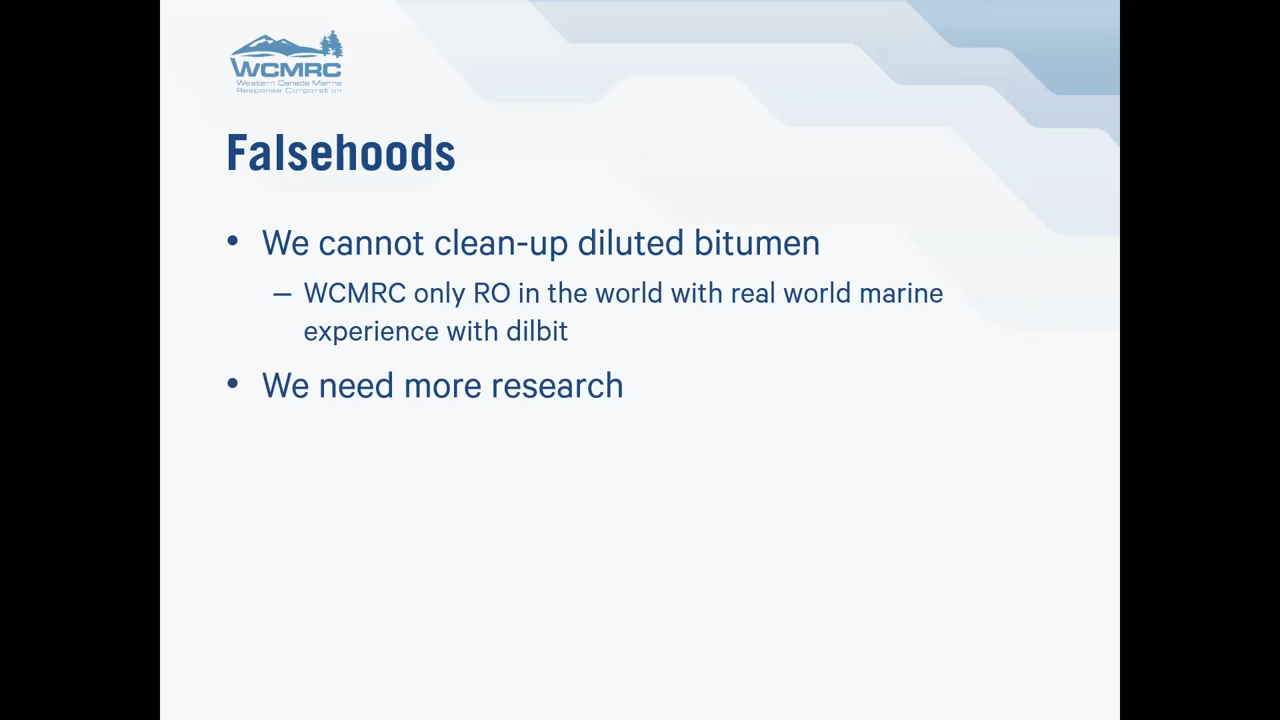 WCMRC
Western Canada Marine
Response Corporation
Falsehoods
• We cannot clean-up diluted bitumen
– WCMRC only RO in the world with real world marine
experience with dilbit
• We need more research